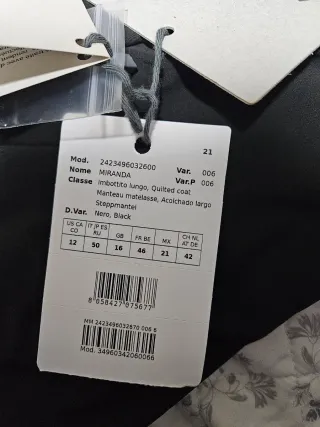 21
Mod. 2423496032600 Var. 006
Nome MIRANDA Var.P 006
Classe Imbottito lungo, Quilted coat
Manteau matelasse, Acolchado largo
Steppmantel
D.Var. Nero, Black
US CA CO IT JP ES RU GB FR BE MX CH NL AT DE
12 50 16 46 21 42
8 058427 075677
MM 2423496032670 006 6
Mod. 34960342060066